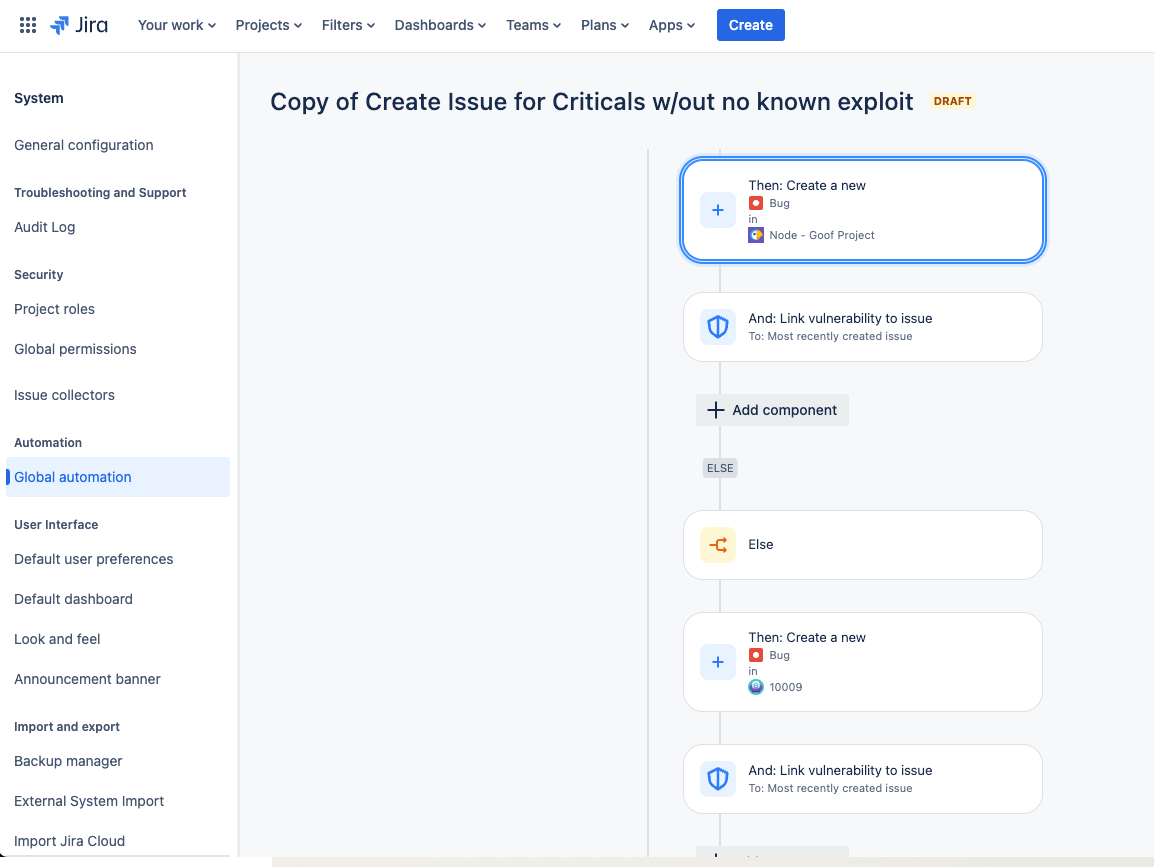 Jira
Your work Projects Filters Dashboards Teams Plans Apps Create
System
General configuration
Troubleshooting and Support
Audit Log
Security
Project roles
Global permissions
Issue collectors
Automation
Global automation
User Interface
Default user preferences
Default dashboard
Look and feel
Announcement banner
Import and export
Backup manager
External System Import
Import Jira Cloud
Copy of Create Issue for Criticals w/out no known exploit DRAFT
Then: Create a new
Bug
in
Node - Goof Project
And: Link vulnerability to issue
To: Most recently created issue
Add component
ELSE
Else
Then: Create a new
Bug
in
10009
And: Link vulnerability to issue
To: Most recently created issue